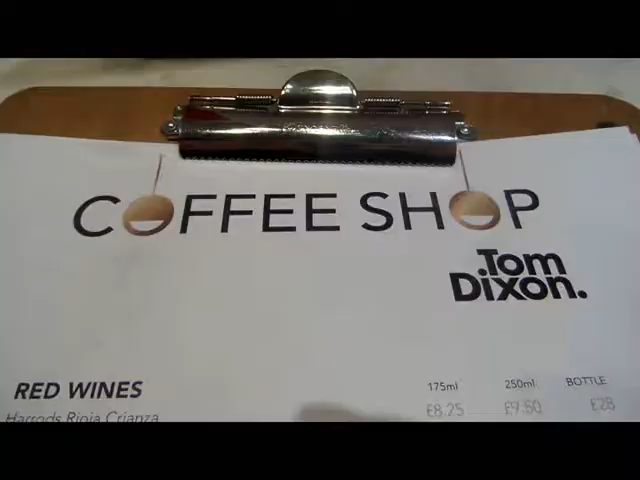 COFFEE SHOP
Tom
Dixon.
RED WINES 175ml 250ml BOTTLE
Harrods Rioja Crianza £8.25 £9.60 £28